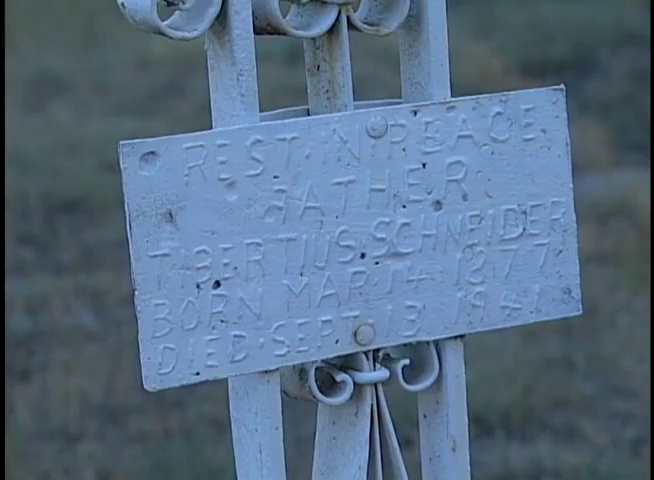 REST·IN·PEACE
FATHER
TIBERTIUS.SCHNEIDER
BORN MAR.14 1877
DIED·SEPT 13 1941